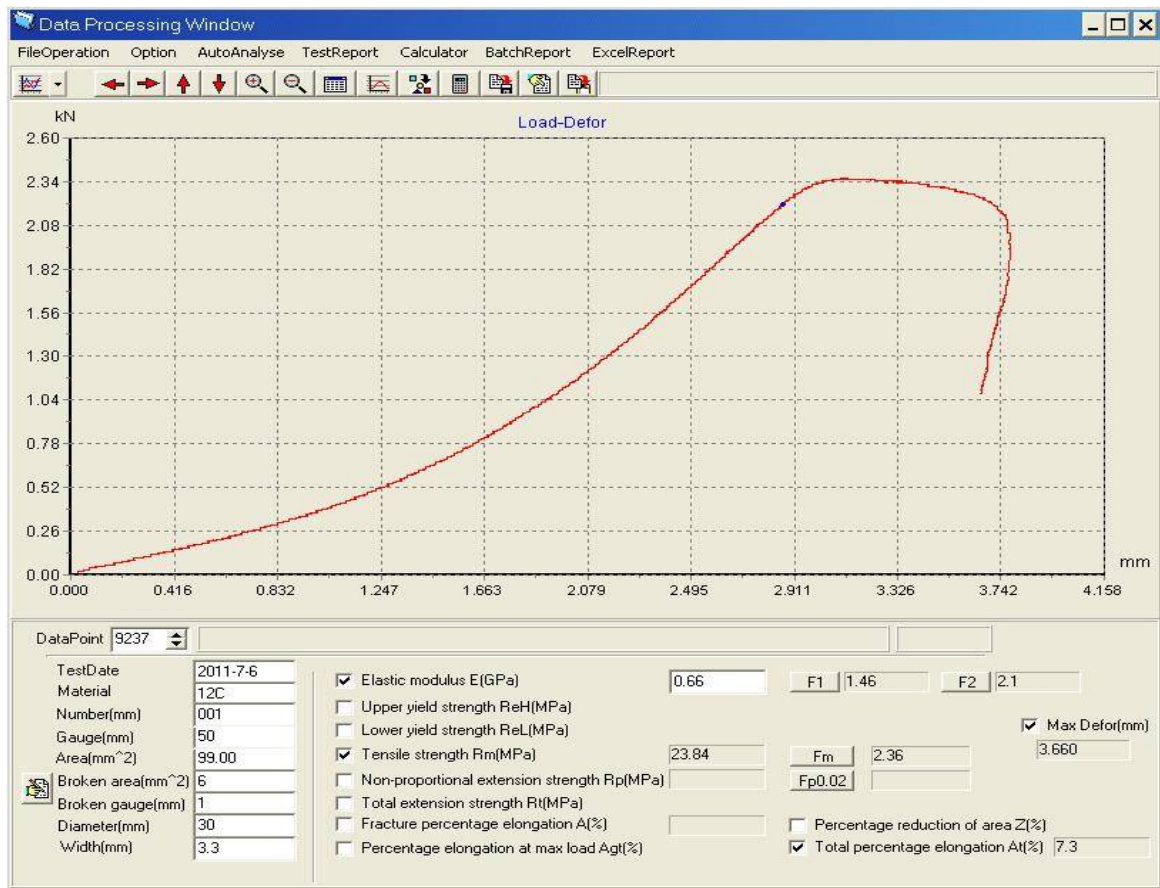 Data Processing Window
FileOperation Option AutoAnalyse TestReport Calculator BatchReport ExcelReport
kN
Load-Defor
2.60
2.34
2.08
1.82
1.56
1.30
1.04
0.78
0.52
0.26
0.00
mm
0.000 0.416 0.832 1.247 1.663 2.079 2.495 2.911 3.326 3.742 4.158
DataPoint 9237
TestDate 2011-7-6
Material 12C
Number(mm) 001
Gauge(mm) 50
Area(mm^2) 99.00
Broken area(mm^2) 6
Broken gauge(mm) 1
Diameter(mm) 30
Width(mm) 3.3
Elastic modulus E(GPa) 0.66 F1 1.46 F2 2.1
Upper yield strength ReH(MPa)
Lower yield strength ReL(MPa) Max Defor(mm)
Tensile strength Rm(MPa) 23.84 Fm 2.36 3.660
Non-proportional extension strength Rp(MPa) Fp0.02
Total extension strength Rt(MPa)
Fracture percentage elongation A(%) Percentage reduction of area Z(%)
Percentage elongation at max load Agt(%) Total percentage elongation At(%) 7.3